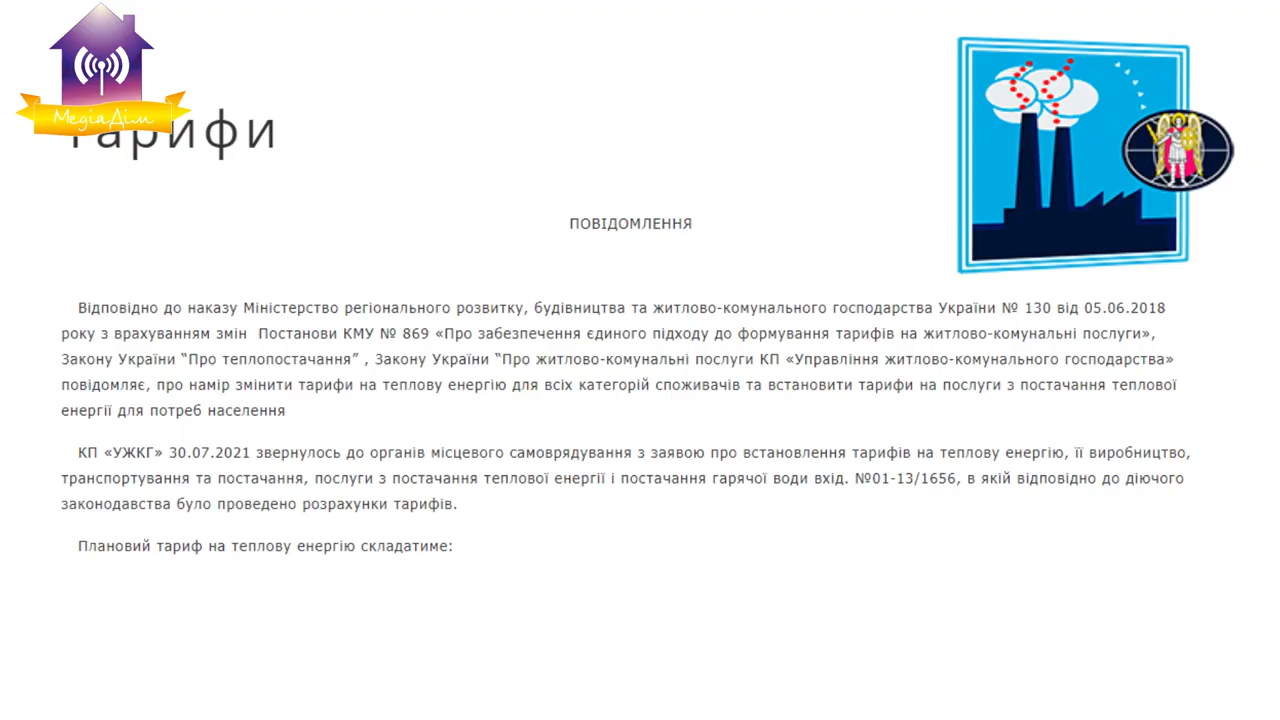 МедіаДім
Тарифи
ПОВІДОМЛЕННЯ
Відповідно до наказу Міністерство регіонального розвитку, будівництва та житлово-комунального господарства України № 130 від 05.06.2018
року з врахуванням змін Постанови КМУ № 869 «Про забезпечення єдиного підходу до формування тарифів на житлово-комунальні послуги»,
Закону України “Про теплопостачання” , Закону України “Про житлово-комунальні послуги КП «Управління житлово-комунального господарства»
повідомляє, про намір змінити тарифи на теплову енергію для всіх категорій споживачів та встановити тарифи на послуги з постачання теплової
енергії для потреб населення
КП «УЖКГ» 30.07.2021 звернулось до органів місцевого самоврядування з заявою про встановлення тарифів на теплову енергію, її виробництво,
транспортування та постачання, послуги з постачання теплової енергії і постачання гарячої води вхід. №01-13/1656, в якій відповідно до діючого
законодавства було проведено розрахунки тарифів.
Плановий тариф на теплову енергію складатиме: